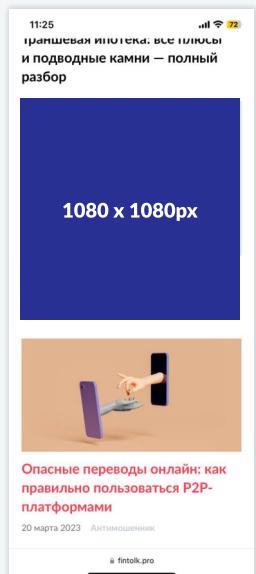 11:25
72
Траншевая ипотека: все плюсы
и подводные камни — полный
разбор
1080 x 1080px
Опасные переводы онлайн: как
правильно пользоваться P2P-
платформами
20 марта 2023 Антимошенник
fintolk.pro